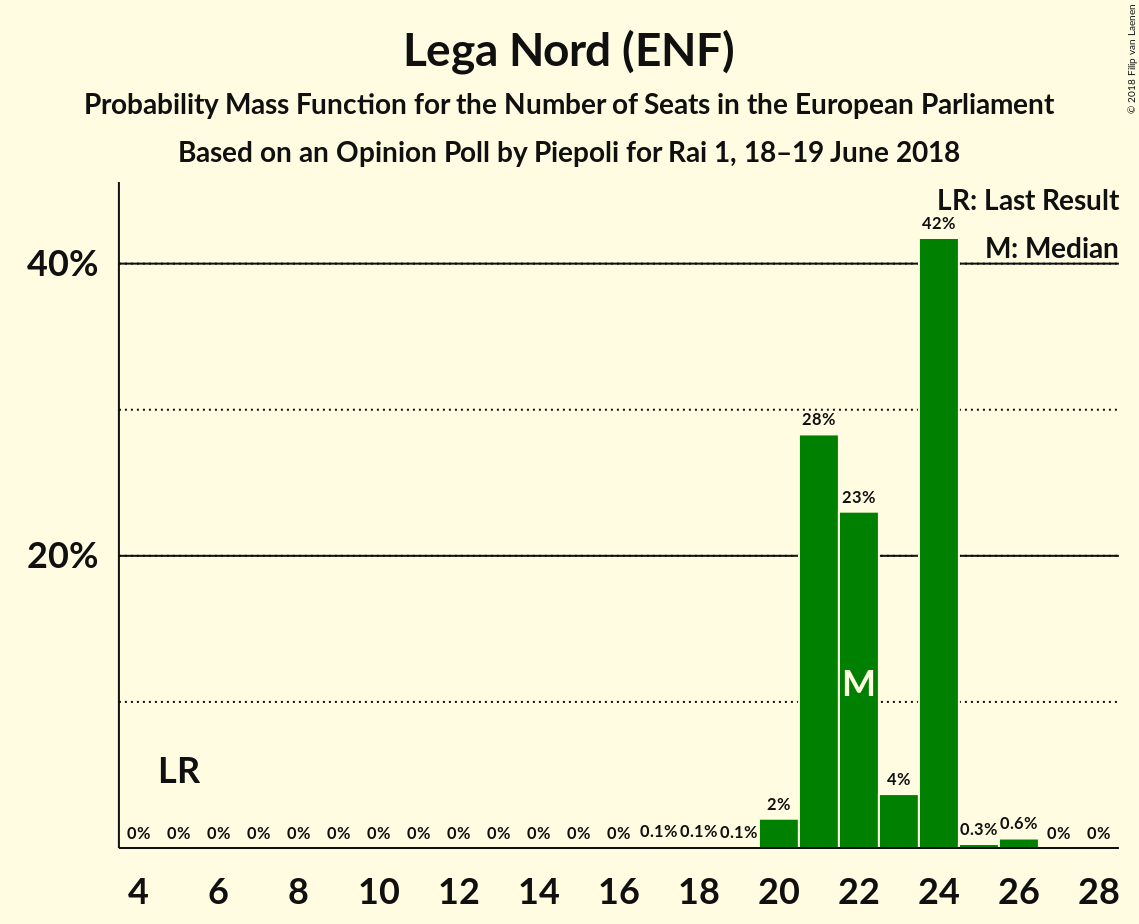 Lega Nord (ENF)
Probability Mass Function for the Number of Seats in the European Parliament
Based on an Opinion Poll by Piepoli for Rai 1, 18–19 June 2018
© 2018 Filip van Laenen
LR: Last Result
M: Median
40%
20%
LR
M
0% 0% 0% 0% 0% 0% 0% 0% 0% 0% 0% 0% 0% 0.1% 0.1% 0.1% 2% 28% 23% 4% 42% 0.3% 0.6% 0% 0%
4 6 8 10 12 14 16 18 20 22 24 26 28